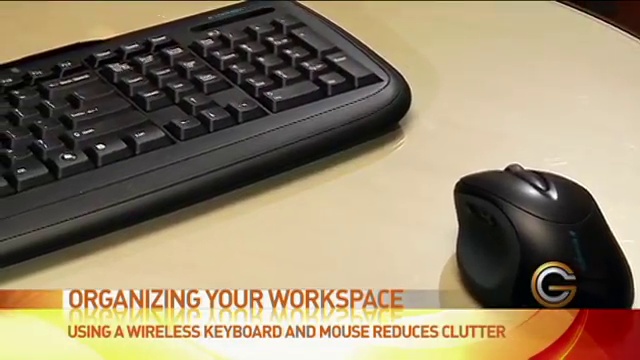 ORGANIZING YOUR WORKSPACE
USING A WIRELESS KEYBOARD AND MOUSE REDUCES CLUTTER